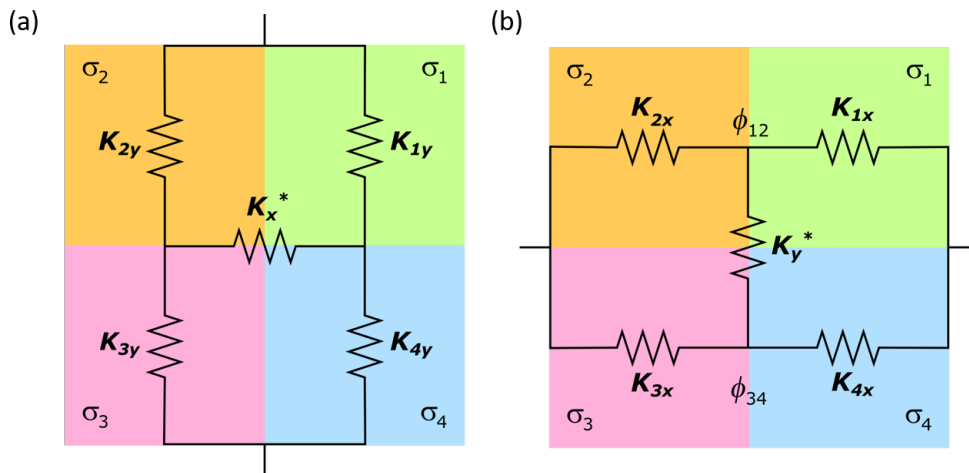 (a)
σ₂
σ₁
K₂y
K₁y
Kx*
K₃y
K₄y
σ₃
σ₄
(b)
σ₂
σ₁
K₂x
ϕ₁₂
K₁x
Ky*
K₃x
ϕ₃₄
K₄x
σ₃
σ₄